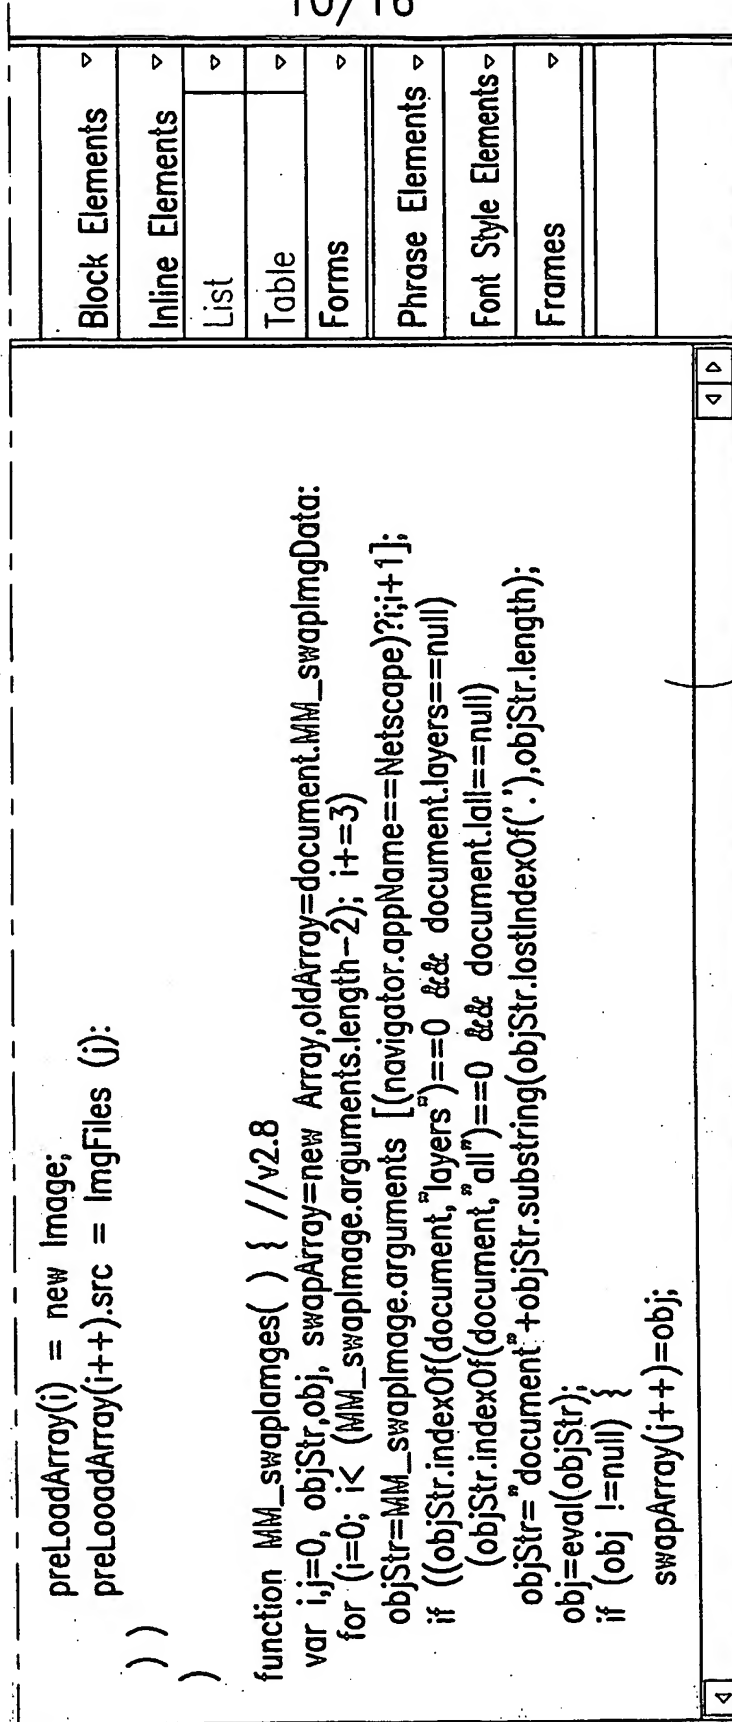 10/16
preLoadArray(i) = new Image;
preLooadArray(i++).src = ImgFiles (j):
) )
)
function MM_swapIamges( ) { //v2.8
var i,j=0, objStr,obj, swapArray=new Array,oldArray=document.MM_swapImgData:
for (i=0; i< (MM_swapImage.arguments.length-2); i+=3)
objStr=MM_swapImage.arguments [(navigator.appName==Netscape)?i;i+1];
if ((objStr.indexOf(document,"layers")==0 && document.layers==null)
(objStr.indexOf(document,"all")==0 && document.lall==null)
objStr="document"+objStr.substring(objStr.lostIndexOf('.'),objStr.length);
obj=eval(objStr);
if (obj !=null) {
swapArray(j++)=obj;
Block Elements
Inline Elements
List
Table
Forms
Phrase Elements
Font Style Elements
Frames